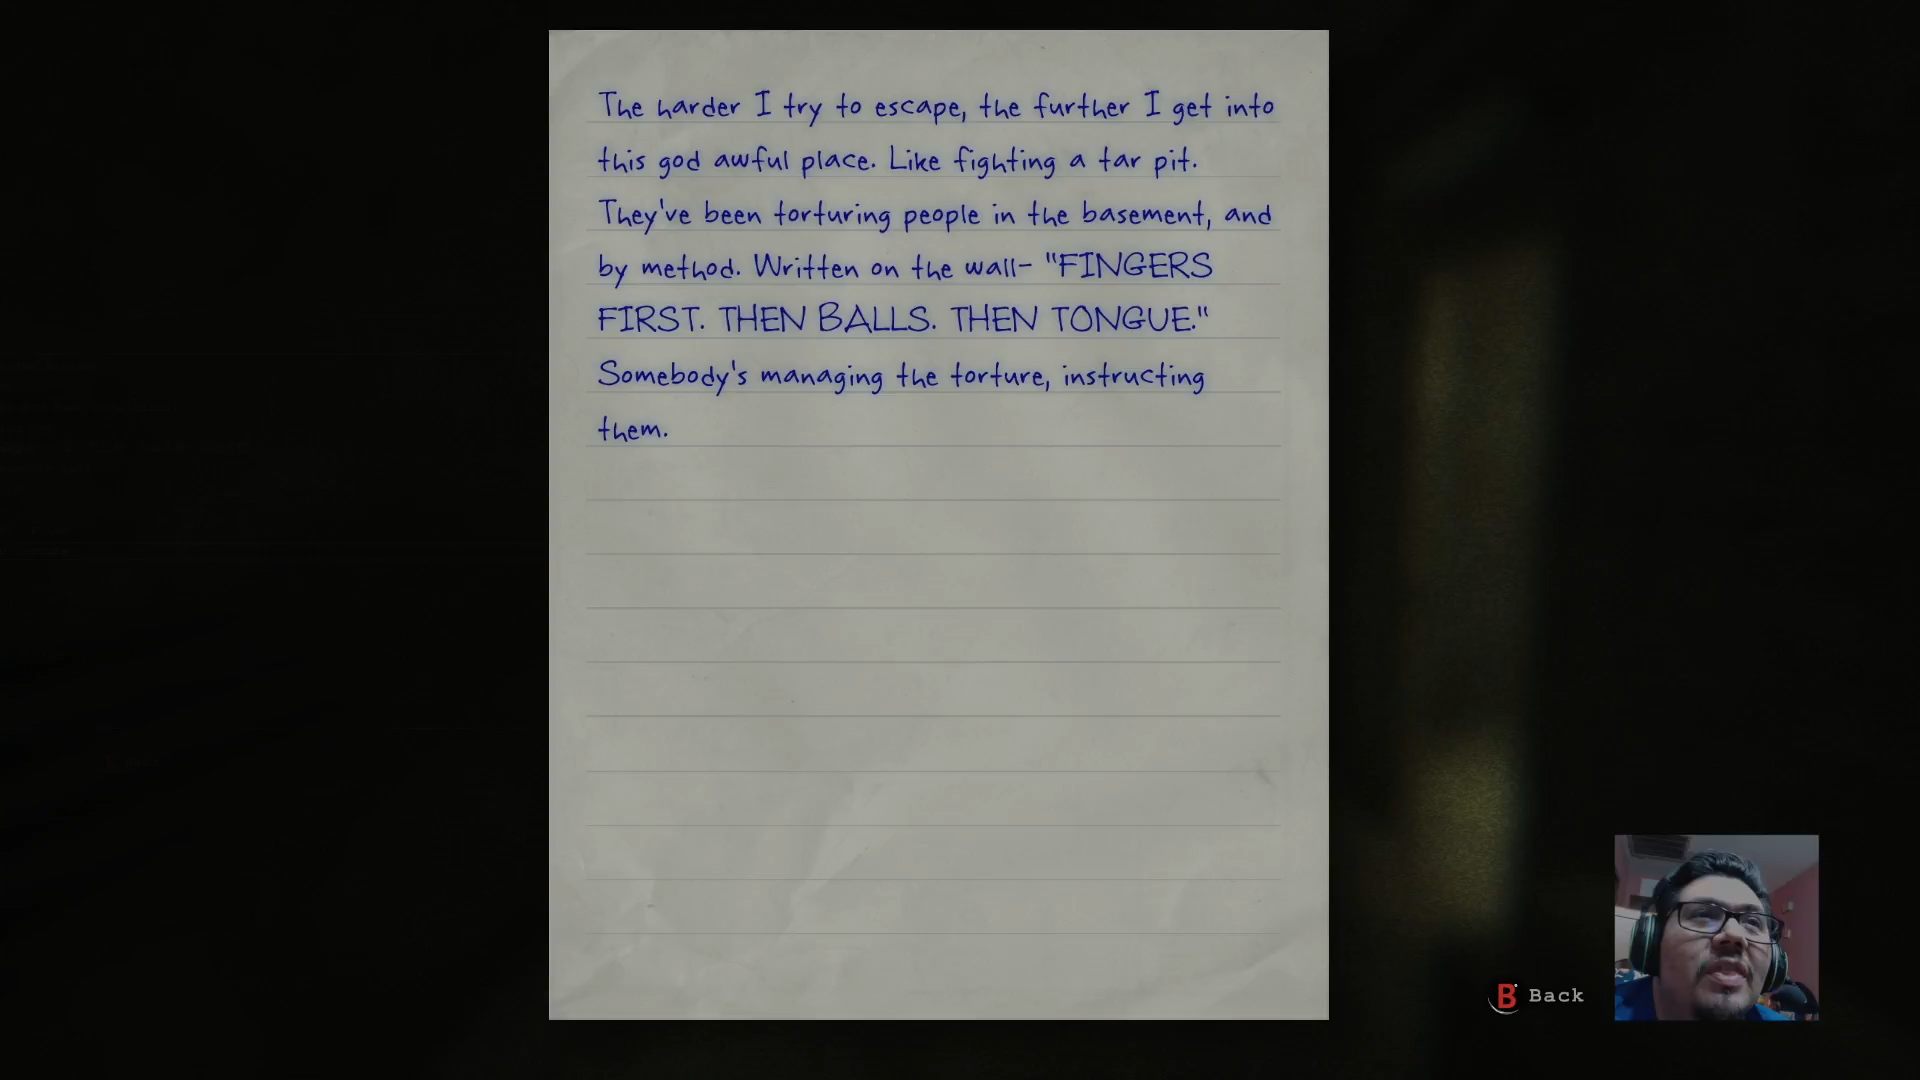 The harder I try to escape, the further I get into
this god awful place. Like fighting a tar pit.
They've been torturing people in the basement, and
by method. Written on the wall- "FINGERS
FIRST. THEN BALLS. THEN TONGUE."
Somebody's managing the torture, instructing
them.
B Back